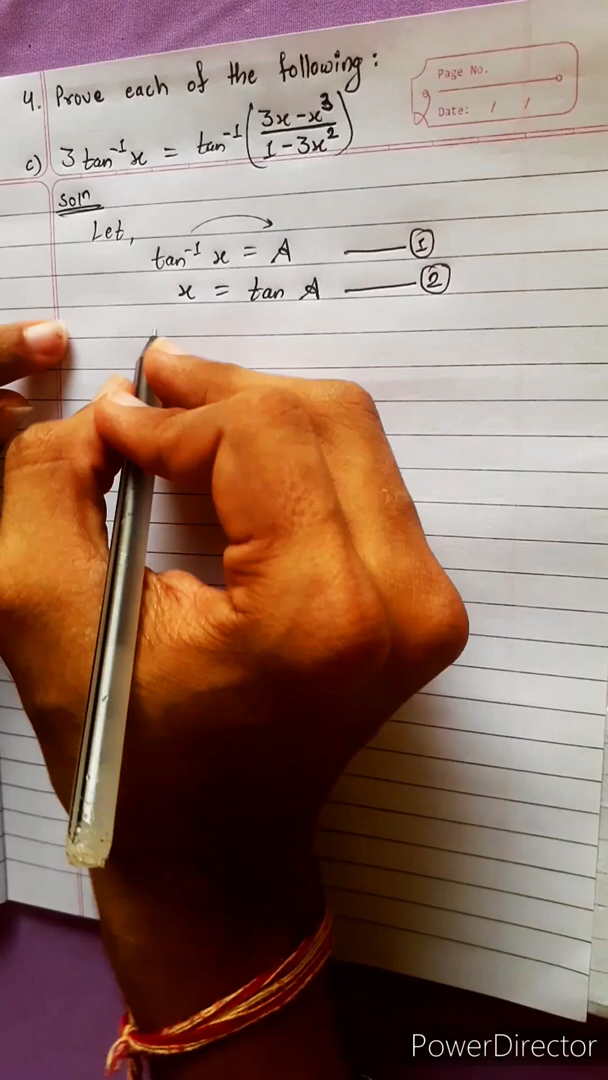 4. Prove each of the following :
c) 3 tan⁻¹ x = tan⁻¹ ( (3x - x³) / (1 - 3x²) )
Page No.
Date: / /
Soln
Let,
tan⁻¹ x = A —— ①
x = tan A —— ②
PowerDirector